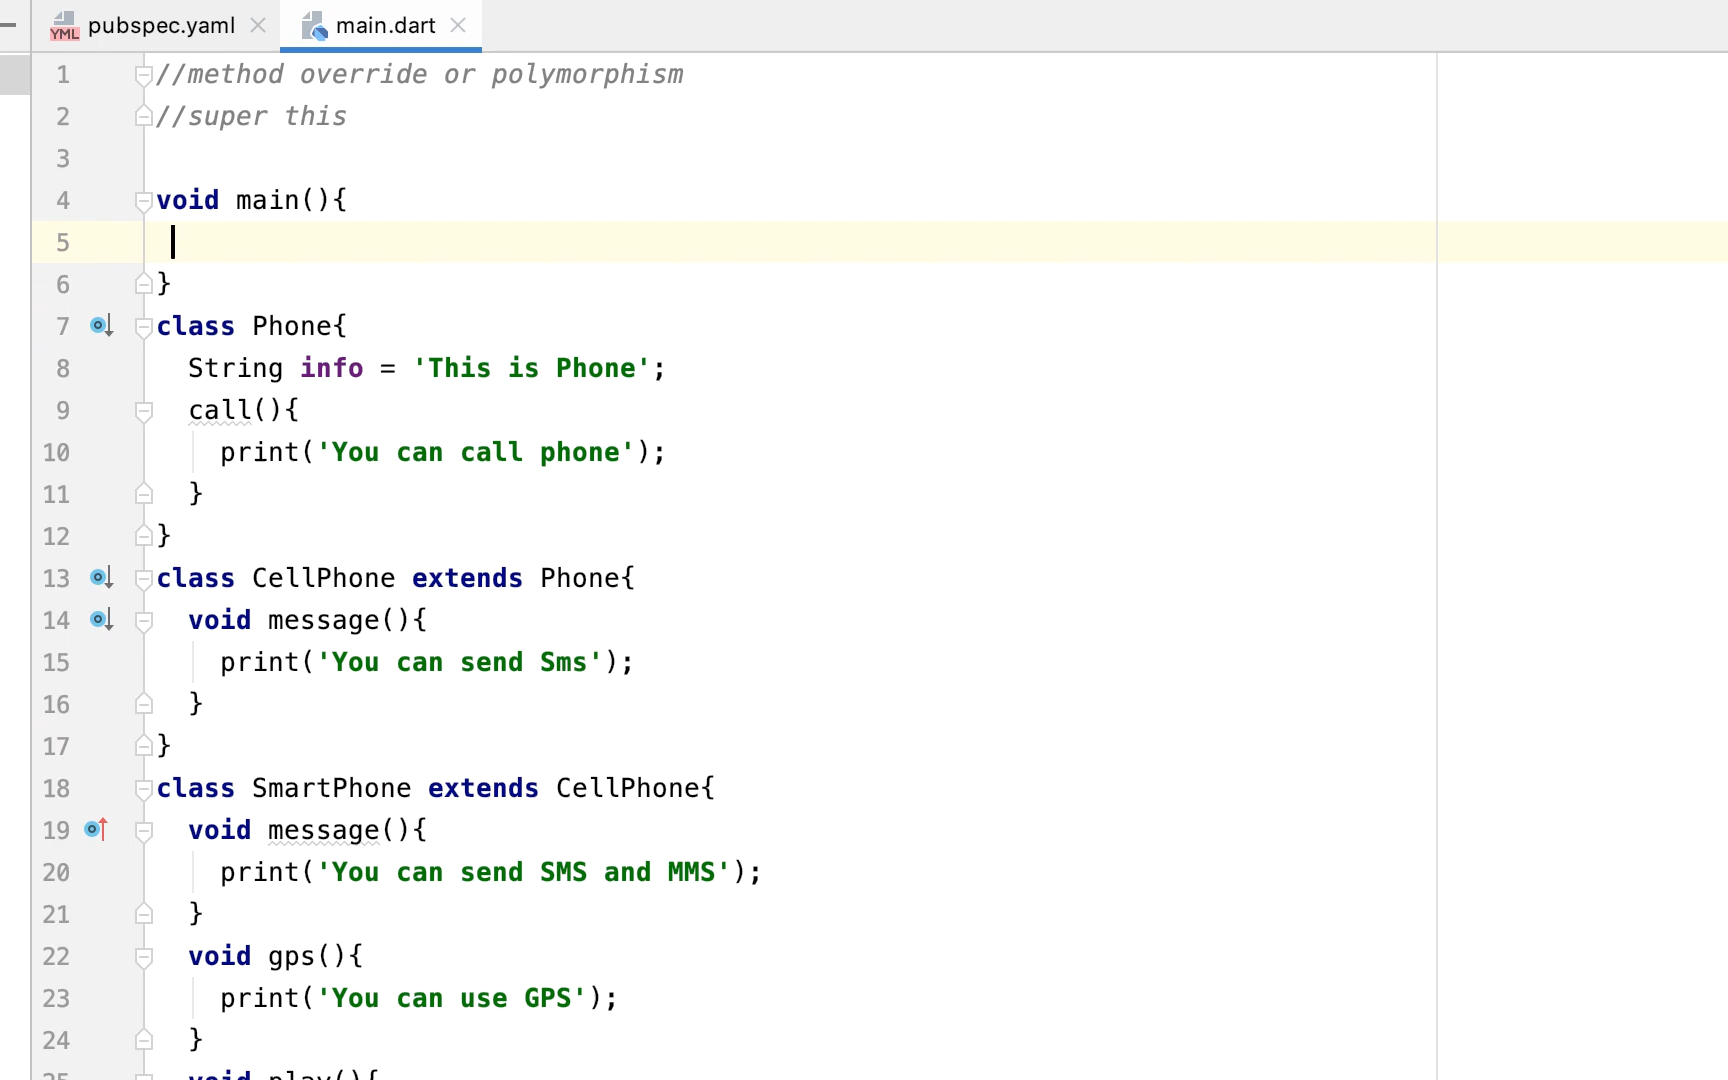 YML pubspec.yaml main.dart
1 //method override or polymorphism
2 //super this
3
4 void main(){
5
6 }
7 class Phone{
8 String info = 'This is Phone';
9 call(){
10 print('You can call phone');
11 }
12 }
13 class CellPhone extends Phone{
14 void message(){
15 print('You can send Sms');
16 }
17 }
18 class SmartPhone extends CellPhone{
19 void message(){
20 print('You can send SMS and MMS');
21 }
22 void gps(){
23 print('You can use GPS');
24 }
25 void play(){